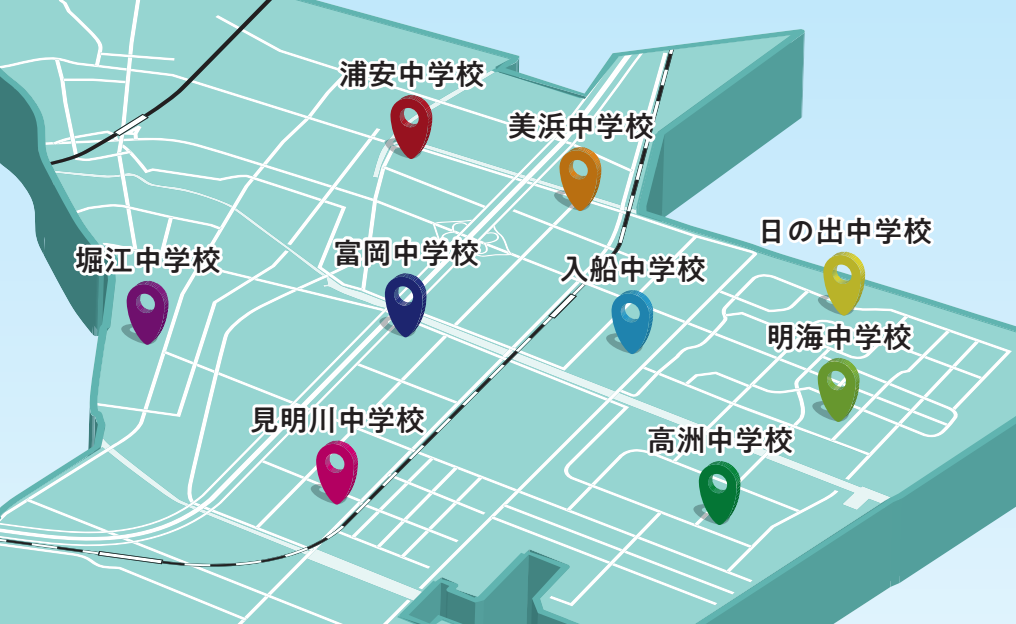 浦安中学校
美浜中学校
日の出中学校
堀江中学校
富岡中学校
入船中学校
明海中学校
見明川中学校
高洲中学校